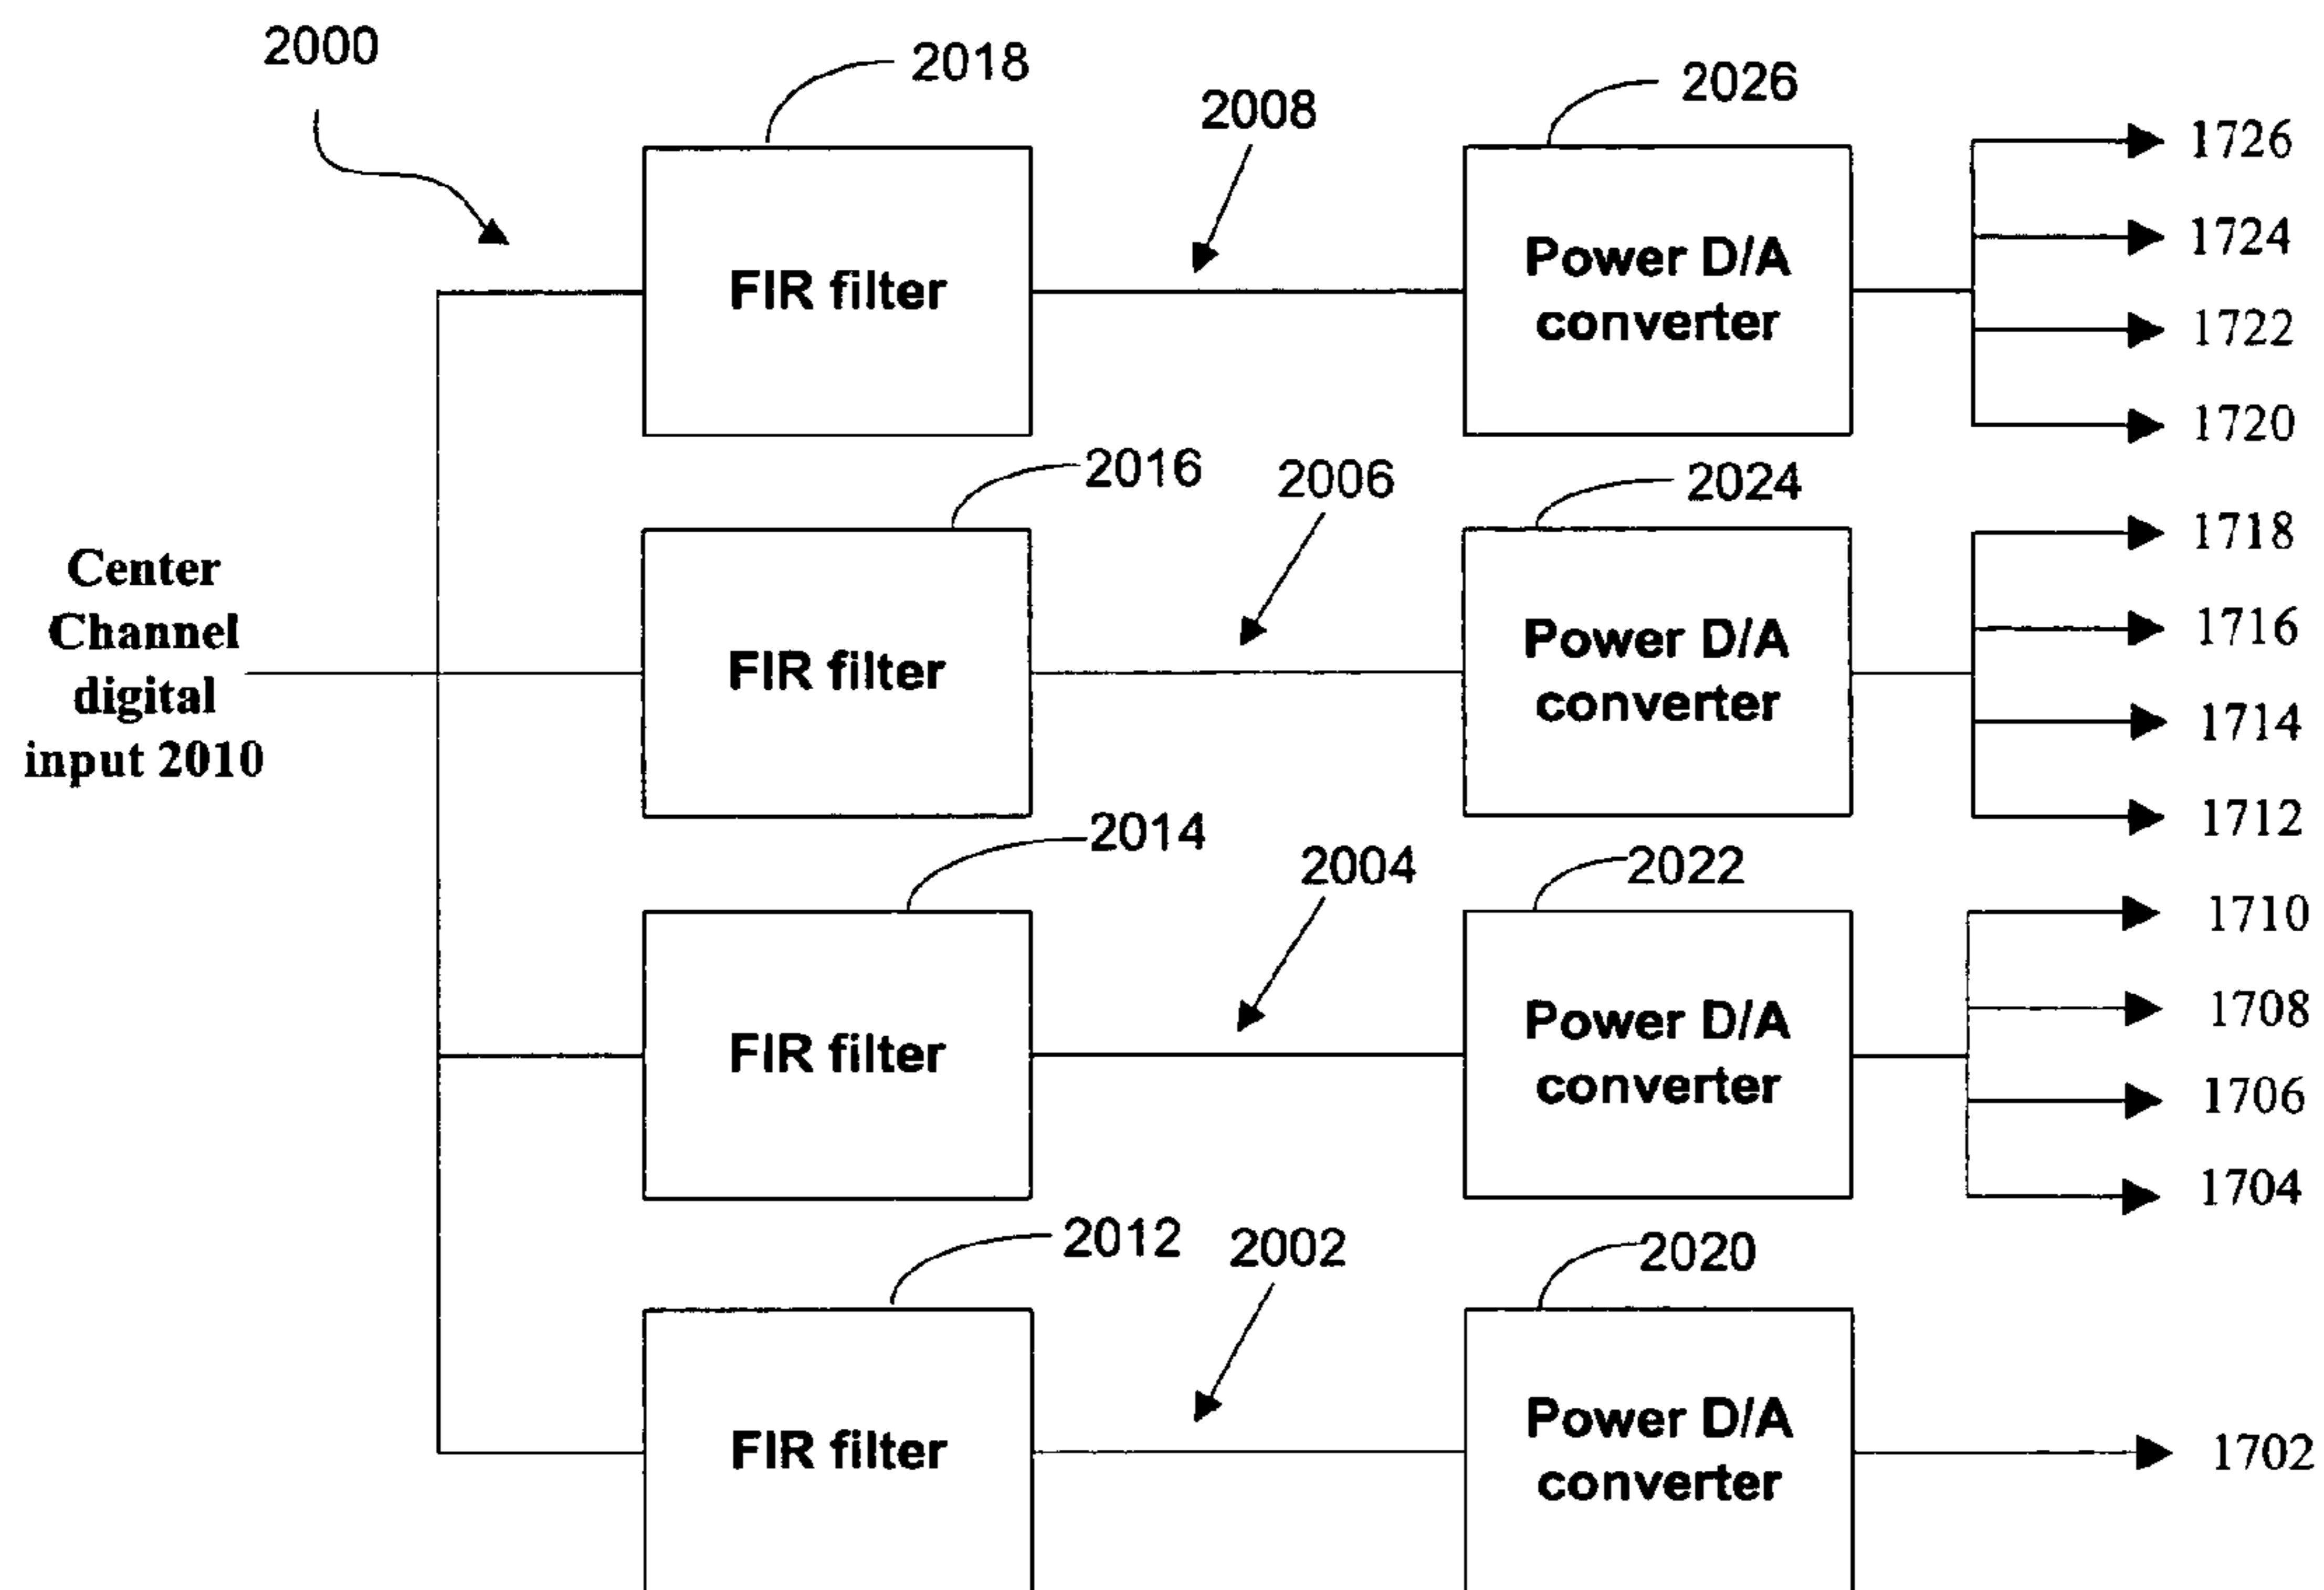 2000
2018
2008
2026
1726
1724
FIR filter
Power D/A
converter
1722
1720
2016
2006
2024
1718
Center
Channel
digital
input 2010
FIR filter
Power D/A
converter
1716
1714
1712
2014
2004
2022
1710
FIR filter
Power D/A
converter
1708
1706
1704
2012
2002
2020
FIR filter
Power D/A
converter
1702